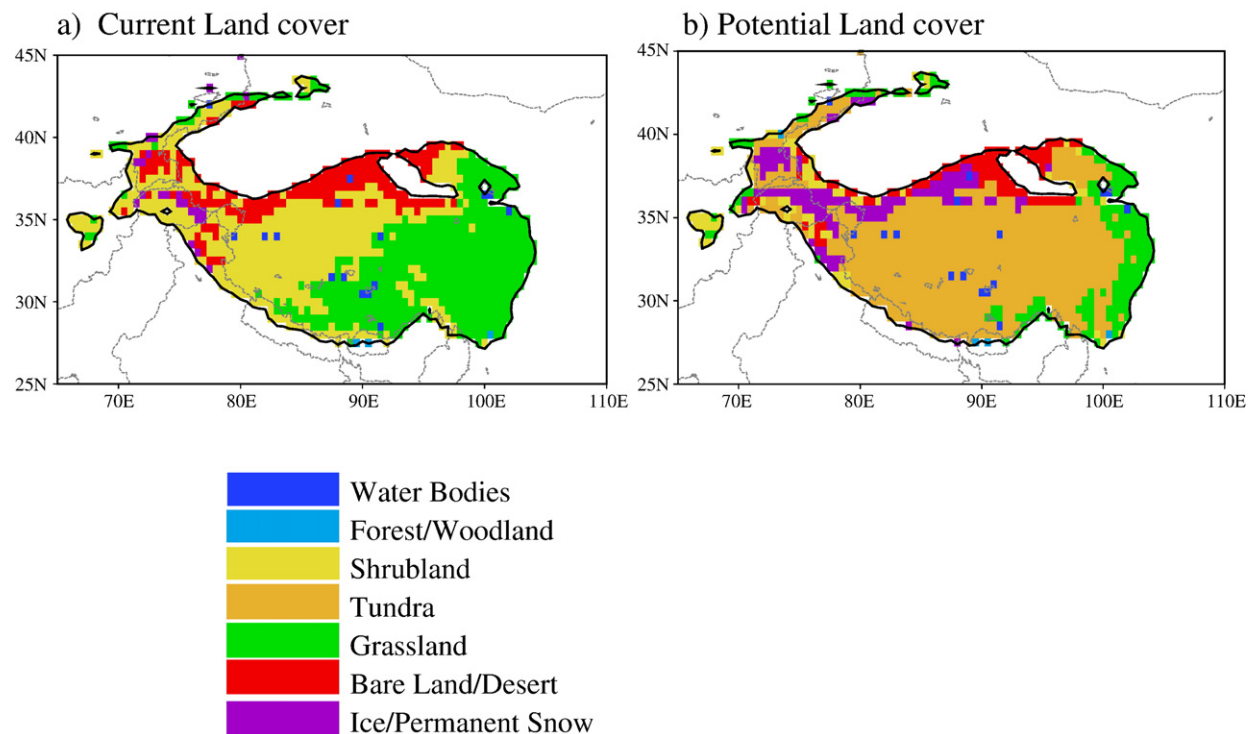 a) Current Land cover
b) Potential Land cover
45N
40N
35N
30N
25N
70E
80E
90E
100E
110E
45N
40N
35N
30N
25N
70E
80E
90E
100E
110E
Water Bodies
Forest/Woodland
Shrubland
Tundra
Grassland
Bare Land/Desert
Ice/Permanent Snow